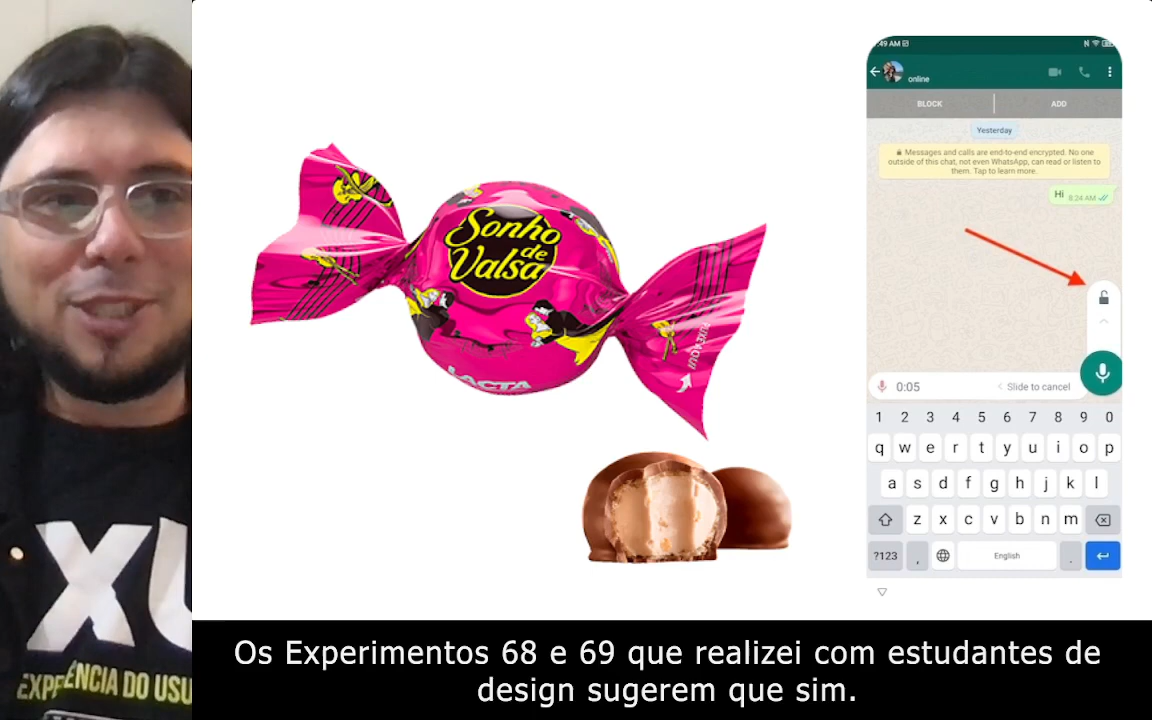 XU
EXPERIÊNCIA DO USU
Sonho
de
Valsa
LACTA
PUXE AQUI
:49 AM
online
BLOCK
ADD
Yesterday
Messages and calls are end-to-end encrypted. No one
outside of this chat, not even WhatsApp, can read or listen to
them. Tap to learn more.
Hi 8:24 AM
0:05
< Slide to cancel
1 2 3 4 5 6 7 8 9 0
q w e r t y u i o p
a s d f g h j k l
z x c v b n m
?123 , English .
Os Experimentos 68 e 69 que realizei com estudantes de
design sugerem que sim.